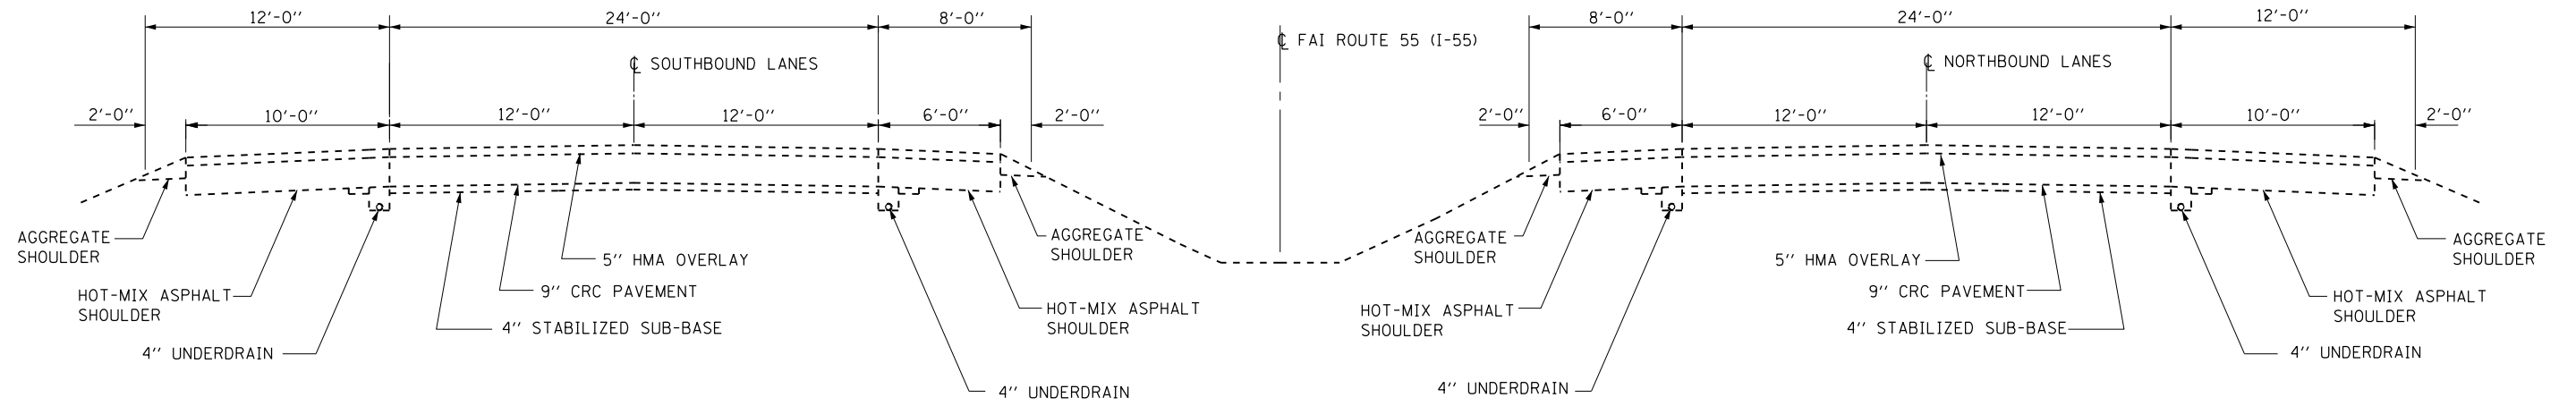 12'-0''
24'-0''
8'-0''
8'-0''
24'-0''
12'-0''
℄ FAI ROUTE 55 (I-55)
℄ SOUTHBOUND LANES
℄ NORTHBOUND LANES
2'-0''
10'-0''
12'-0''
12'-0''
6'-0''
2'-0''
2'-0''
6'-0''
12'-0''
12'-0''
10'-0''
2'-0''
AGGREGATE
SHOULDER
HOT-MIX ASPHALT
SHOULDER
4'' UNDERDRAIN
5'' HMA OVERLAY
9'' CRC PAVEMENT
4'' STABILIZED SUB-BASE
AGGREGATE
SHOULDER
HOT-MIX ASPHALT
SHOULDER
4'' UNDERDRAIN
AGGREGATE
SHOULDER
HOT-MIX ASPHALT
SHOULDER
4'' UNDERDRAIN
5'' HMA OVERLAY
9'' CRC PAVEMENT
4'' STABILIZED SUB-BASE
AGGREGATE
SHOULDER
HOT-MIX ASPHALT
SHOULDER
4'' UNDERDRAIN